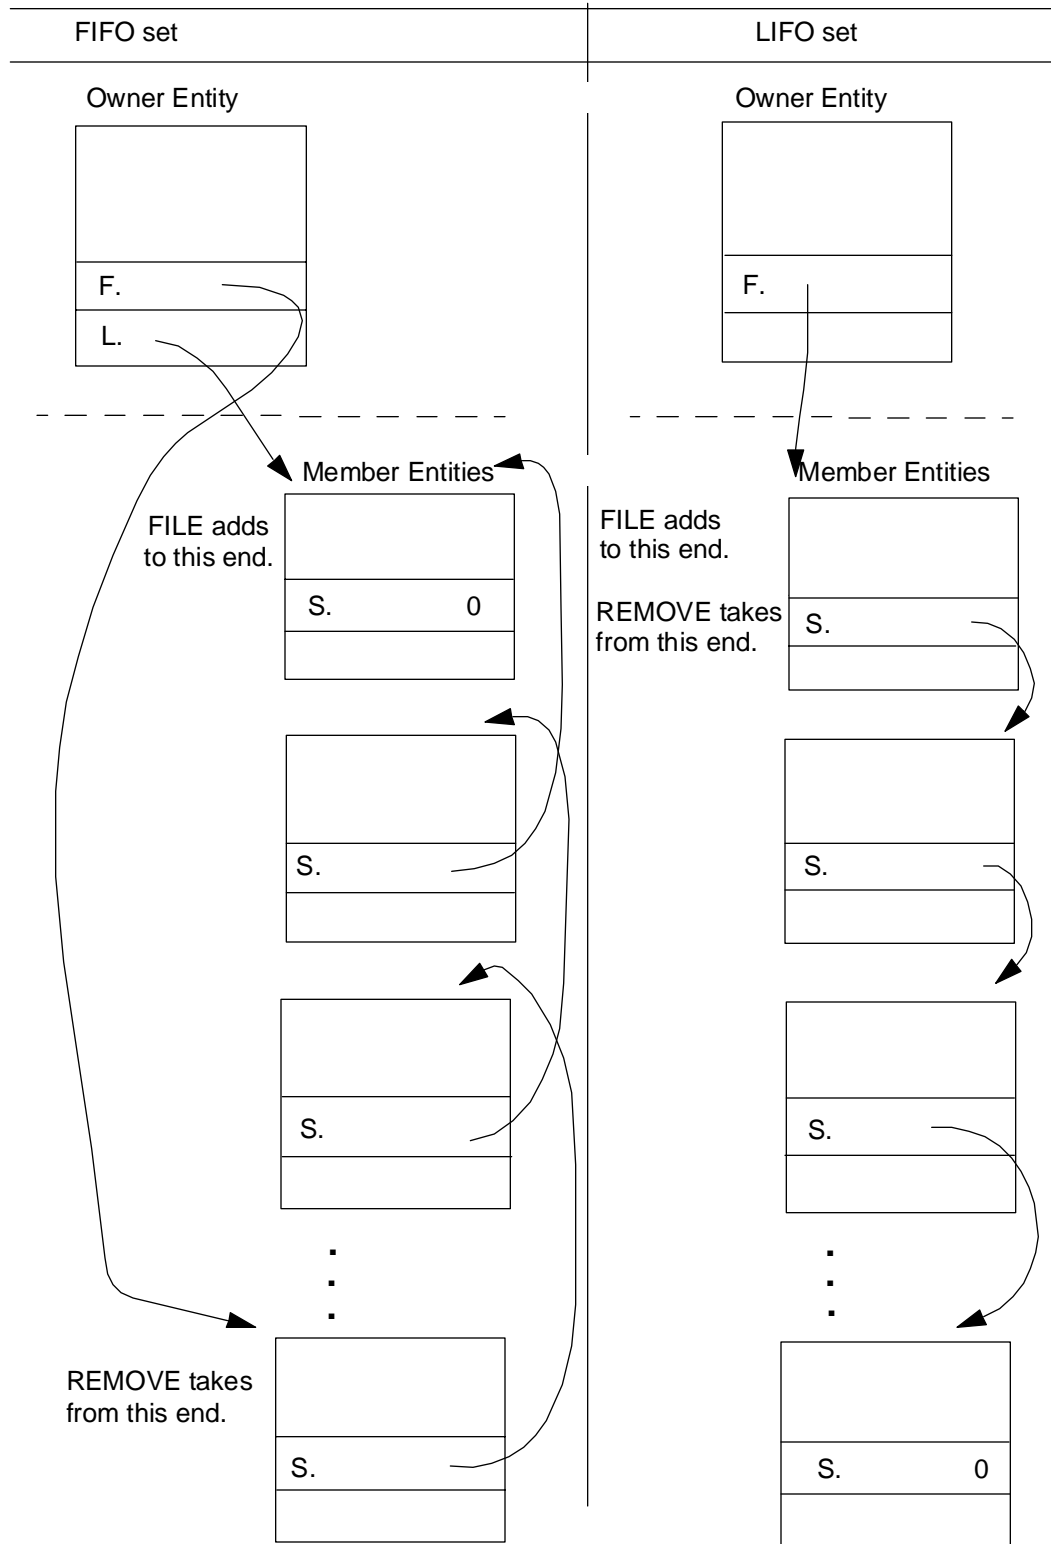 FIFO set
LIFO set
Owner Entity
F.
L.
Member Entities
FILE adds
to this end.
S. 0
S.
S.
REMOVE takes
from this end.
S.
Owner Entity
F.
Member Entities
FILE adds
to this end.
REMOVE takes
from this end.
S.
S.
S.
S. 0